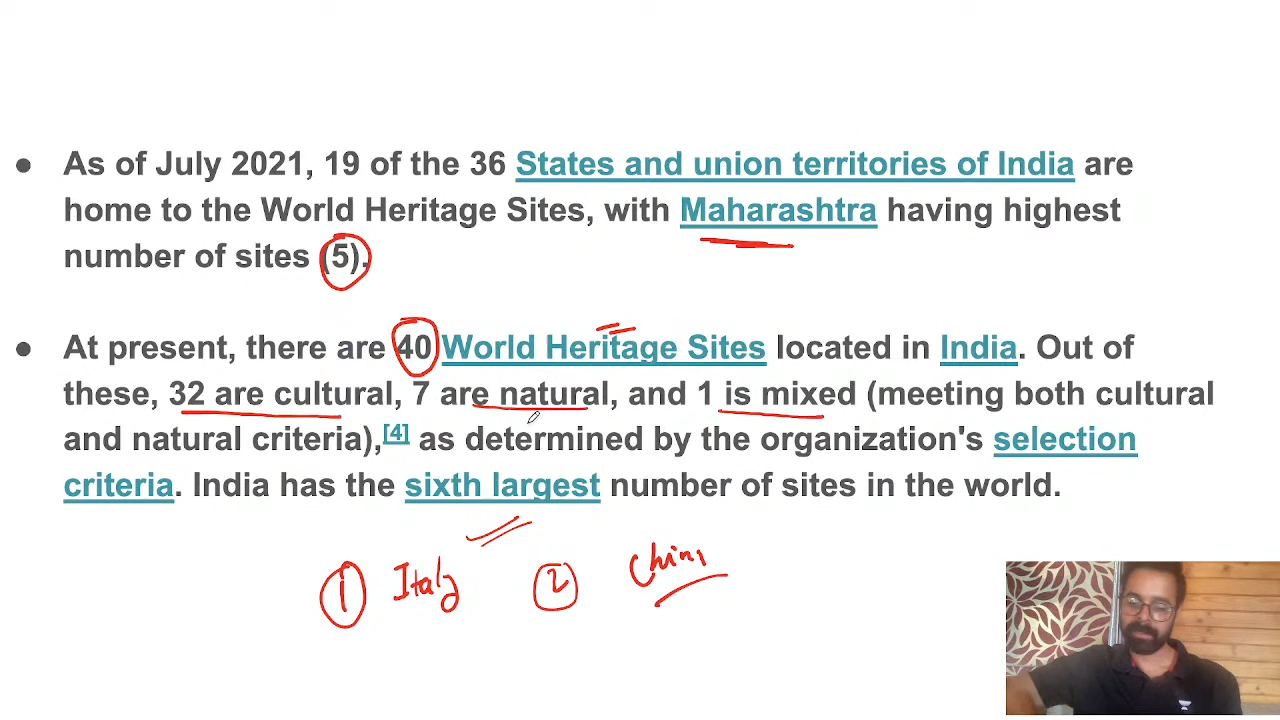 ● As of July 2021, 19 of the 36 States and union territories of India are
home to the World Heritage Sites, with Maharashtra having highest
number of sites (5).
● At present, there are 40 World Heritage Sites located in India. Out of
these, 32 are cultural, 7 are natural, and 1 is mixed (meeting both cultural
and natural criteria),[4] as determined by the organization's selection
criteria. India has the sixth largest number of sites in the world.
1 Italy 2 China